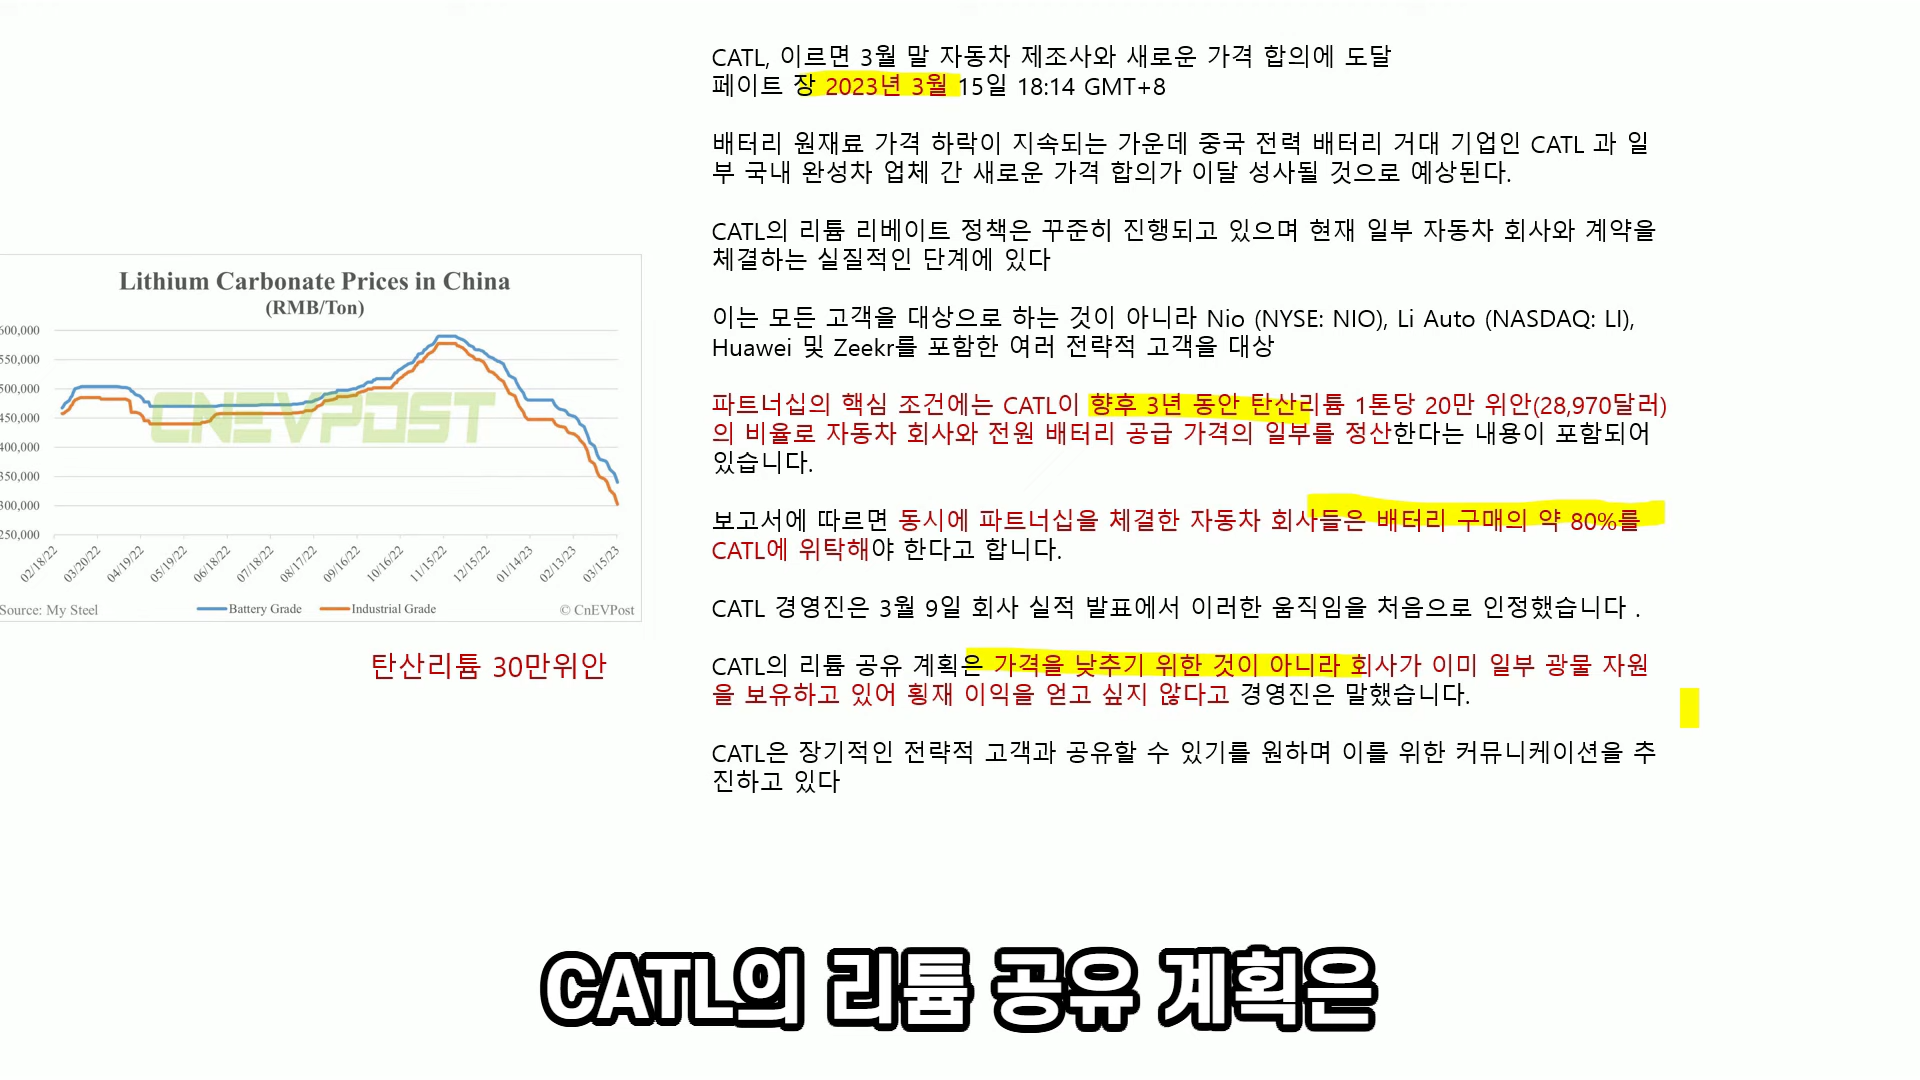 CATL, 이르면 3월 말 자동차 제조사와 새로운 가격 합의에 도달
페이트 장 2023년 3월 15일 18:14 GMT+8
배터리 원재료 가격 하락이 지속되는 가운데 중국 전력 배터리 거대 기업인 CATL 과 일
부 국내 완성차 업체 간 새로운 가격 합의가 이달 성사될 것으로 예상된다.
CATL의 리튬 리베이트 정책은 꾸준히 진행되고 있으며 현재 일부 자동차 회사와 계약을
체결하는 실질적인 단계에 있다
이는 모든 고객을 대상으로 하는 것이 아니라 Nio (NYSE: NIO), Li Auto (NASDAQ: LI),
Huawei 및 Zeekr를 포함한 여러 전략적 고객을 대상
파트너십의 핵심 조건에는 CATL이 향후 3년 동안 탄산리튬 1톤당 20만 위안(28,970달러)
의 비율로 자동차 회사와 전원 배터리 공급 가격의 일부를 정산한다는 내용이 포함되어
있습니다.
보고서에 따르면 동시에 파트너십을 체결한 자동차 회사들은 배터리 구매의 약 80%를
CATL에 위탁해야 한다고 합니다.
CATL 경영진은 3월 9일 회사 실적 발표에서 이러한 움직임을 처음으로 인정했습니다 .
CATL의 리튬 공유 계획은 가격을 낮추기 위한 것이 아니라 회사가 이미 일부 광물 자원
을 보유하고 있어 횡재 이익을 얻고 싶지 않다고 경영진은 말했습니다.
CATL은 장기적인 전략적 고객과 공유할 수 있기를 원하며 이를 위한 커뮤니케이션을 추
진하고 있다
Lithium Carbonate Prices in China
(RMB/Ton)
600,000
550,000
500,000
450,000
400,000
350,000
300,000
250,000
CNEVPOST
02/18/22 03/20/22 04/19/22 05/19/22 06/18/22 07/18/22 08/17/22 09/16/22 10/16/22 11/15/22 12/15/22 01/14/23 02/13/23 03/15/23
Source: My Steel Battery Grade Industrial Grade © CnEVPost
탄산리튬 30만위안
CATL의 리튬 공유 계획은